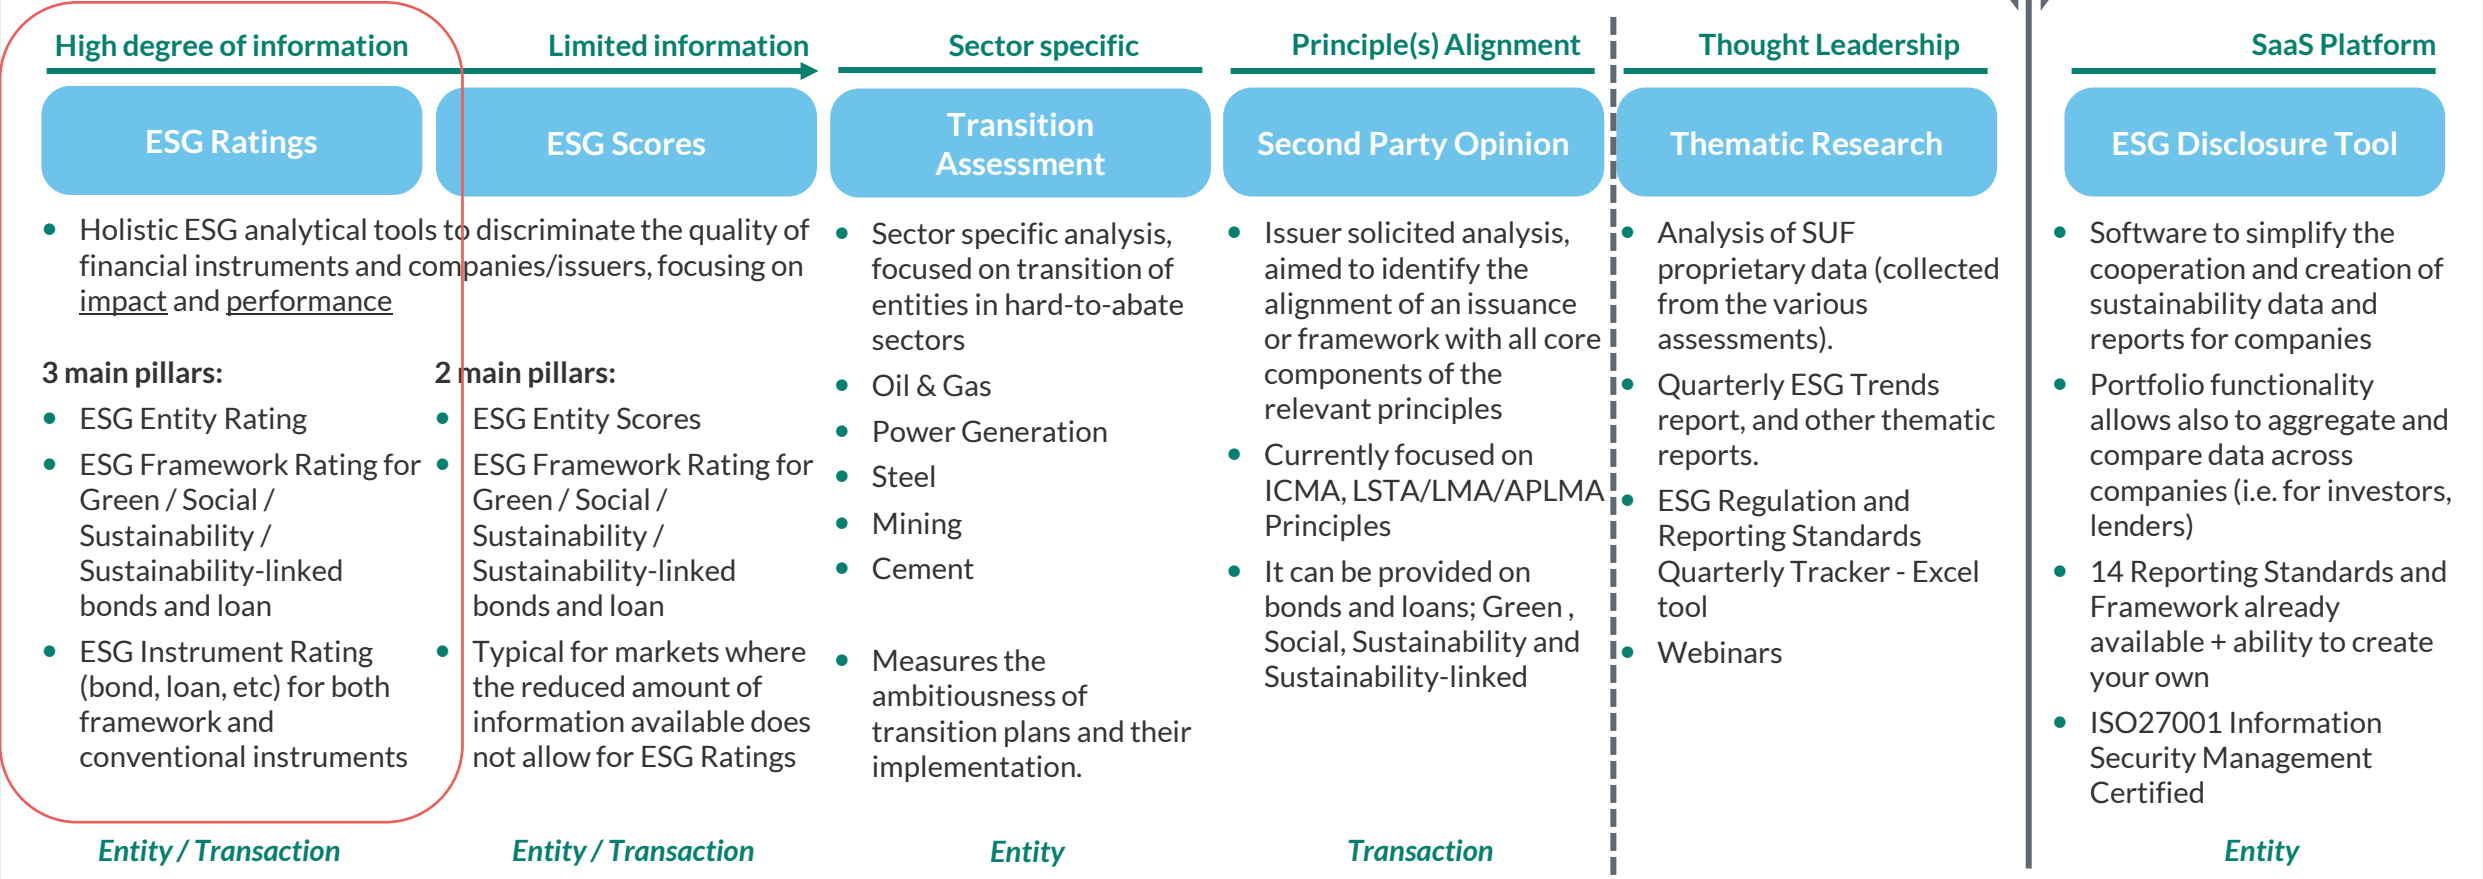 High degree of information
Limited information
Sector specific
Principle(s) Alignment
Thought Leadership
SaaS Platform
ESG Ratings
ESG Scores
Transition
Assessment
Second Party Opinion
Thematic Research
ESG Disclosure Tool
• Holistic ESG analytical tools to discriminate the quality of
financial instruments and companies/issuers, focusing on
impact and performance
3 main pillars:
• ESG Entity Rating
• ESG Framework Rating for
Green / Social /
Sustainability /
Sustainability-linked
bonds and loan
• ESG Instrument Rating
(bond, loan, etc) for both
framework and
conventional instruments
Entity / Transaction
2 main pillars:
• ESG Entity Scores
• ESG Framework Rating for
Green / Social /
Sustainability /
Sustainability-linked
bonds and loan
• Typical for markets where
the reduced amount of
information available does
not allow for ESG Ratings
Entity / Transaction
• Sector specific analysis,
focused on transition of
entities in hard-to-abate
sectors
• Oil & Gas
• Power Generation
• Steel
• Mining
• Cement
• Measures the
ambitiousness of
transition plans and their
implementation.
Entity
• Issuer solicited analysis,
aimed to identify the
alignment of an issuance
or framework with all core
components of the
relevant principles
• Currently focused on
ICMA, LSTA/LMA/APLMA
Principles
• It can be provided on
bonds and loans; Green ,
Social, Sustainability and
Sustainability-linked
Transaction
• Analysis of SUF
proprietary data (collected
from the various
assessments).
• Quarterly ESG Trends
report, and other thematic
reports.
• ESG Regulation and
Reporting Standards
Quarterly Tracker - Excel
tool
• Webinars
• Software to simplify the
cooperation and creation of
sustainability data and
reports for companies
• Portfolio functionality
allows also to aggregate and
compare data across
companies (i.e. for investors,
lenders)
• 14 Reporting Standards and
Framework already
available + ability to create
your own
• ISO27001 Information
Security Management
Certified
Entity